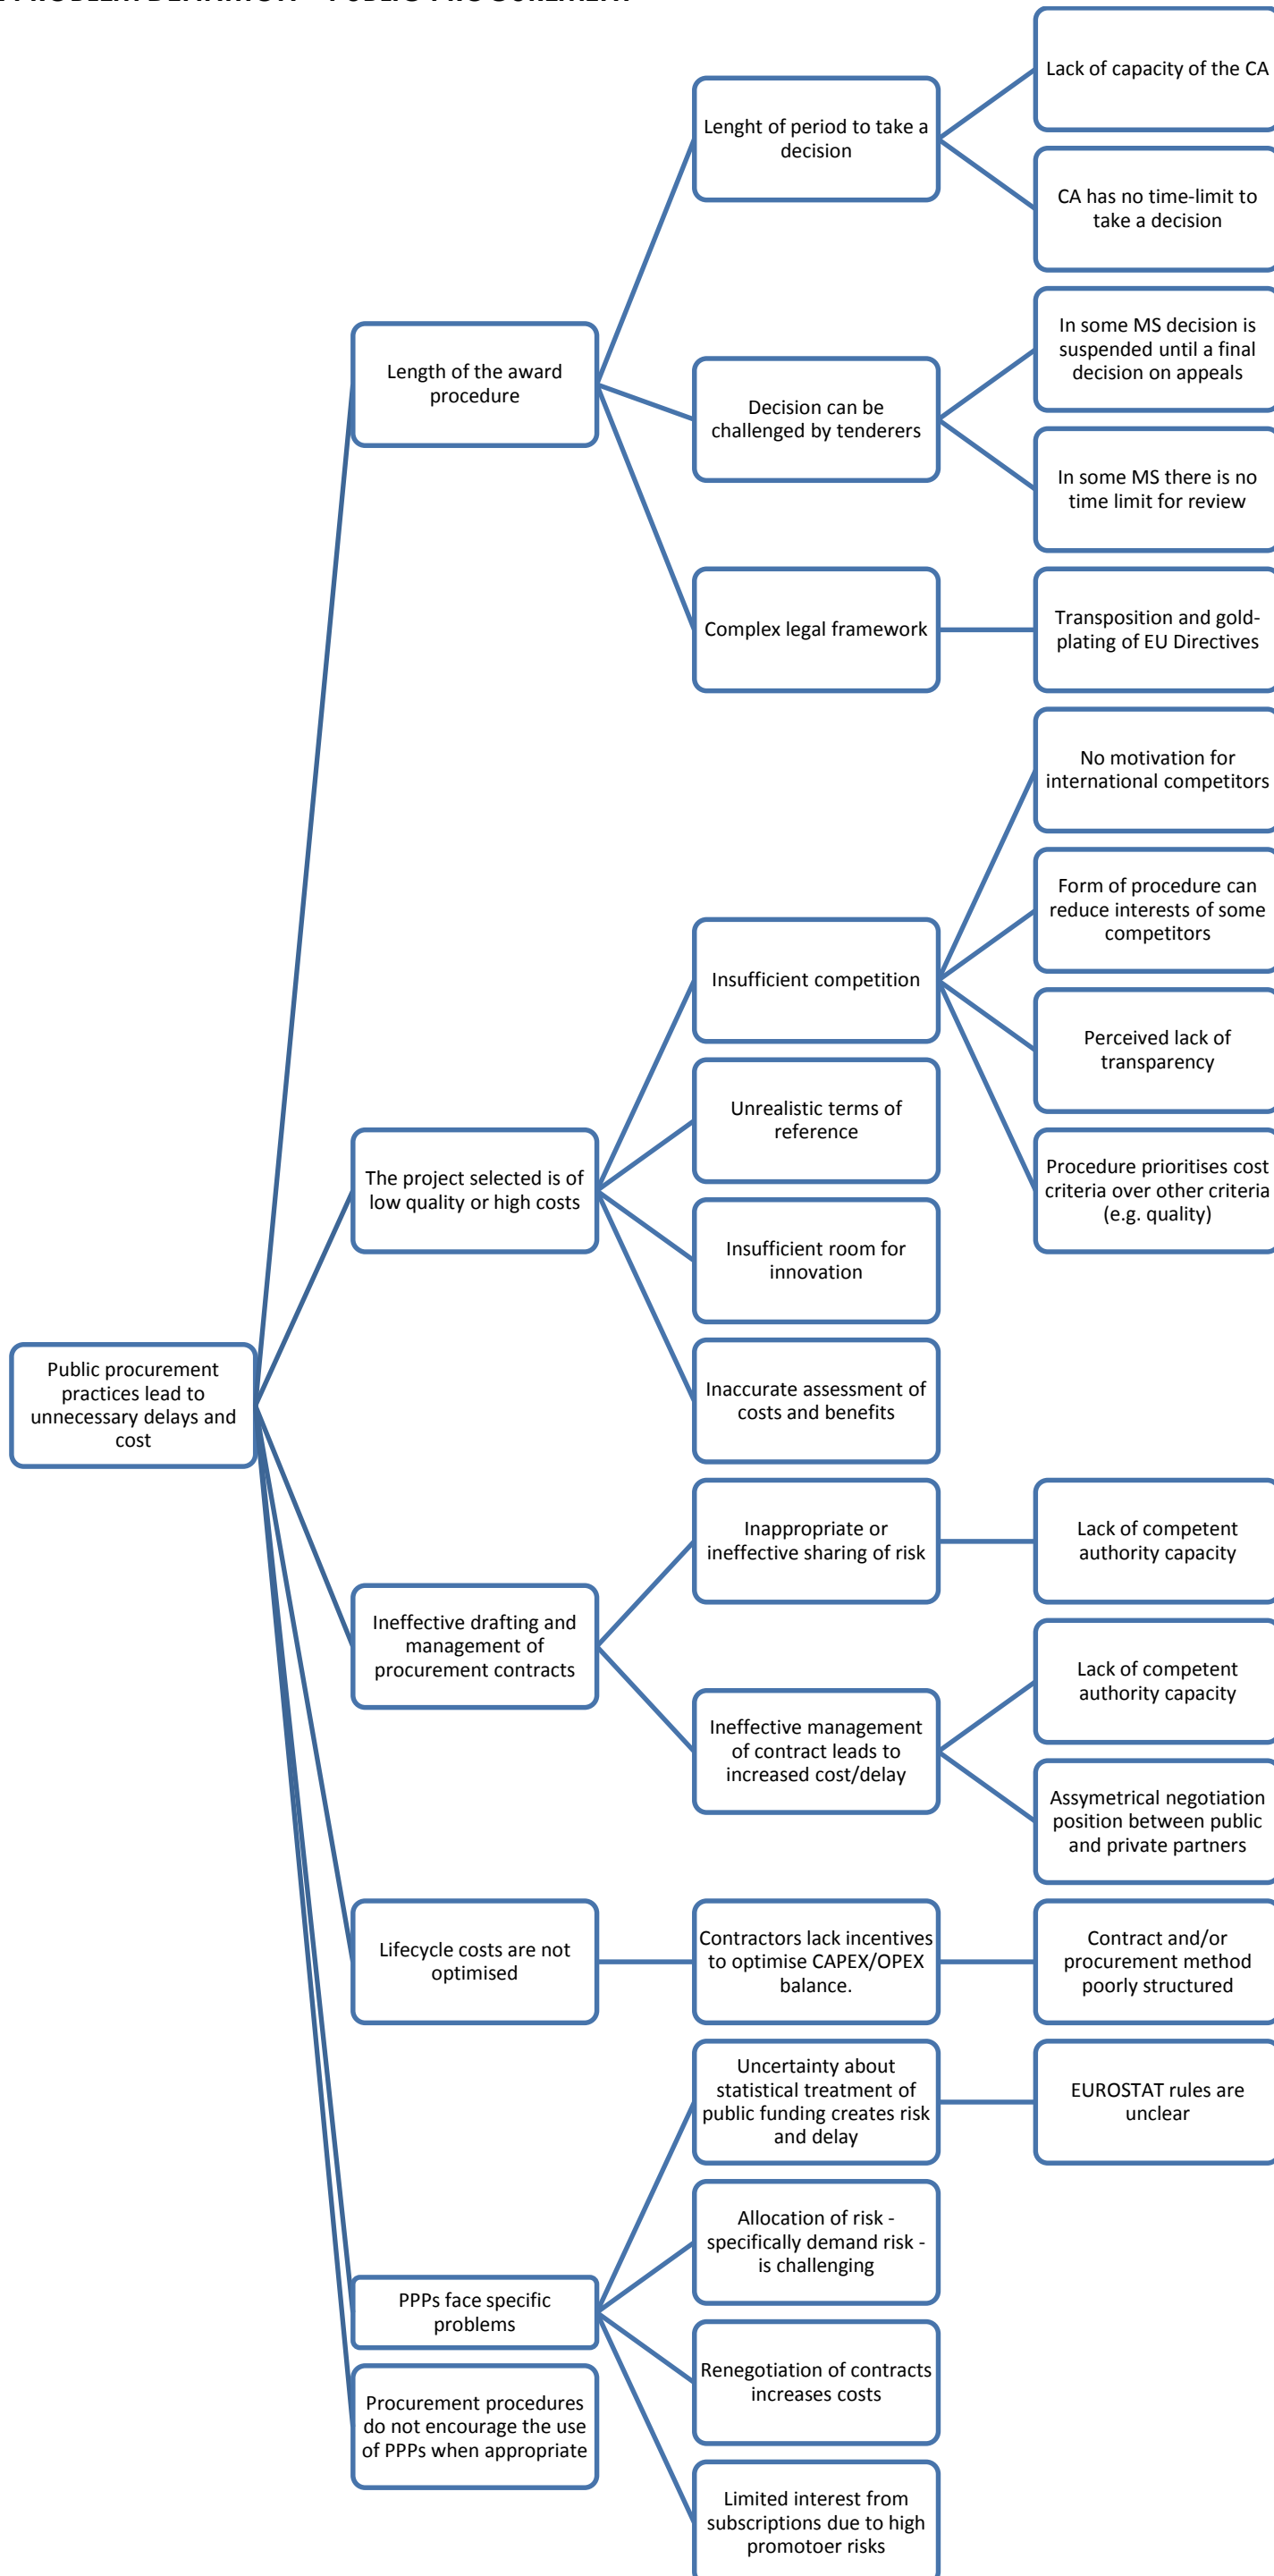 PROBLEM DEFINITION – PUBLIC PROCUREMENT
Public procurement
practices lead to
unnecessary delays and
cost
Length of the award
procedure
Lenght of period to take a
decision
Lack of capacity of the CA
CA has no time-limit to
take a decision
Decision can be
challenged by tenderers
In some MS decision is
suspended until a final
decision on appeals
In some MS there is no
time limit for review
Complex legal framework
Transposition and gold-
plating of EU Directives
The project selected is of
low quality or high costs
Insufficient competition
No motivation for
international competitors
Form of procedure can
reduce interests of some
competitors
Perceived lack of
transparency
Procedure prioritises cost
criteria over other criteria
(e.g. quality)
Unrealistic terms of
reference
Insufficient room for
innovation
Inaccurate assessment of
costs and benefits
Ineffective drafting and
management of
procurement contracts
Inappropriate or
ineffective sharing of risk
Lack of competent
authority capacity
Ineffective management
of contract leads to
increased cost/delay
Lack of competent
authority capacity
Assymetrical negotiation
position between public
and private partners
Lifecycle costs are not
optimised
Contractors lack incentives
to optimise CAPEX/OPEX
balance.
Contract and/or
procurement method
poorly structured
PPPs face specific
problems
Uncertainty about
statistical treatment of
public funding creates risk
and delay
EUROSTAT rules are
unclear
Allocation of risk -
specifically demand risk -
is challenging
Renegotiation of contracts
increases costs
Limited interest from
subscriptions due to high
promotoer risks
Procurement procedures
do not encourage the use
of PPPs when appropriate